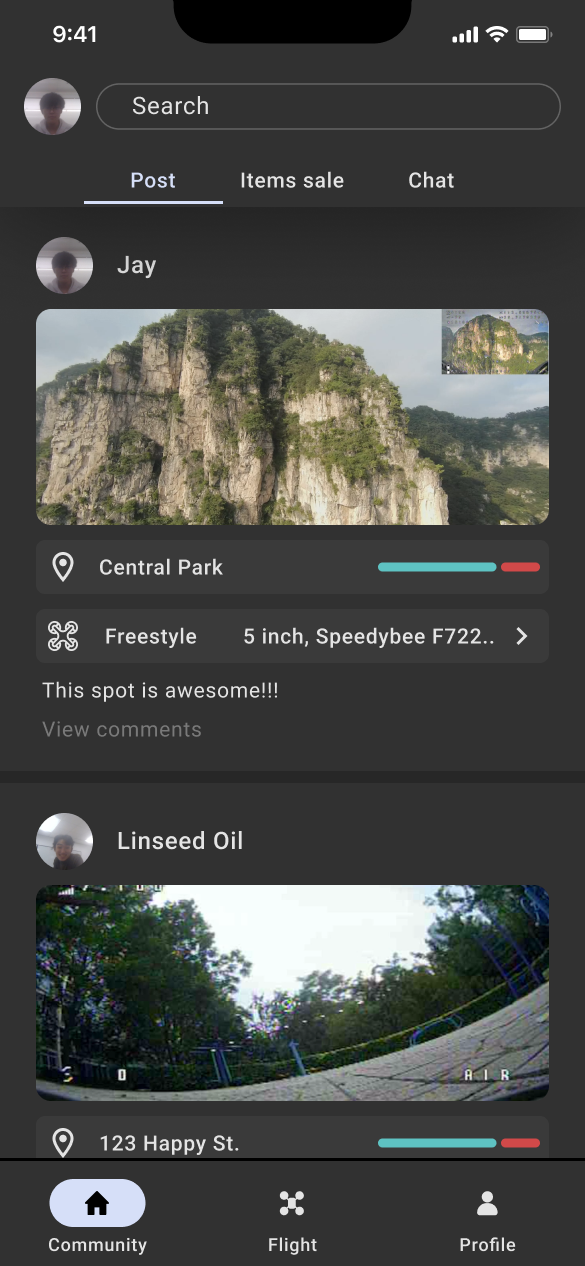 9:41
Search
Post
Items sale
Chat
Jay
Central Park
Freestyle
5 inch, Speedybee F722..
This spot is awesome!!!
View comments
Linseed Oil
S 0
AIR
123 Happy St.
Community
Flight
Profile